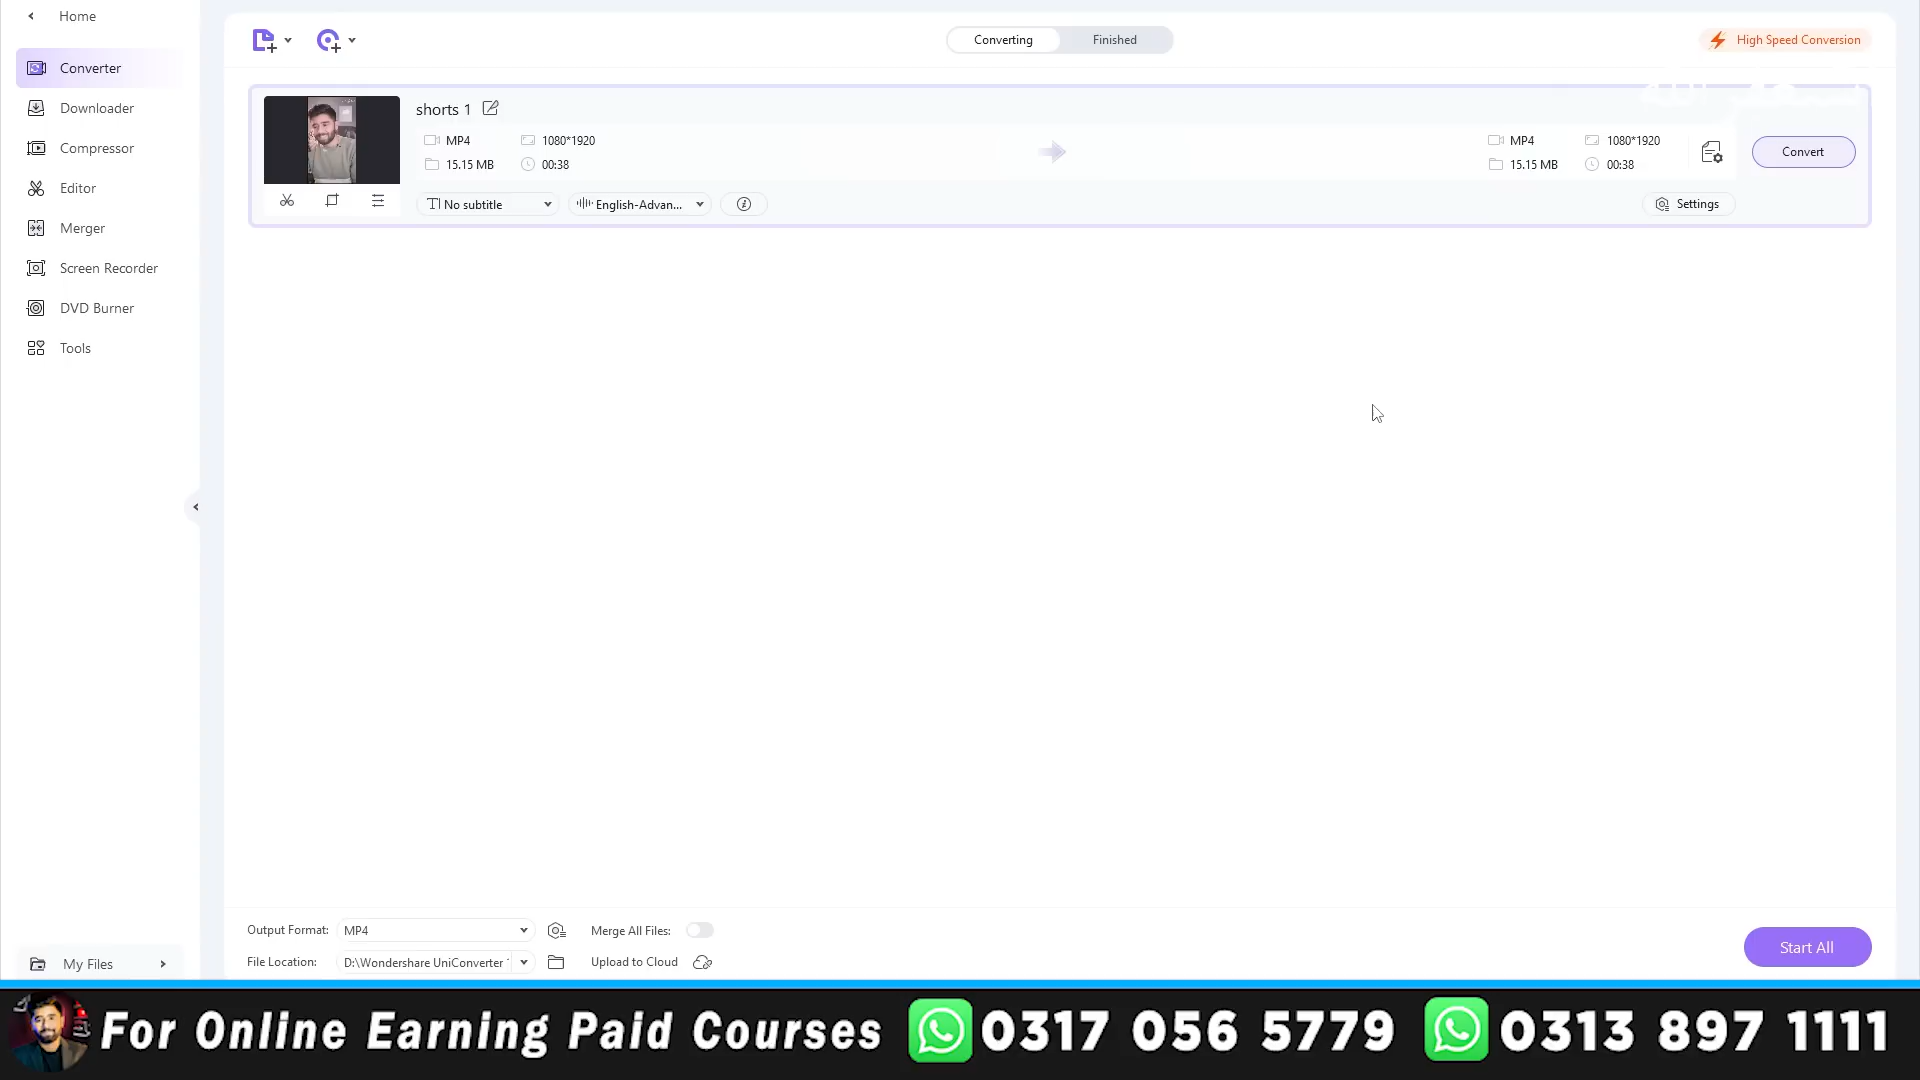 Home
Converter
Downloader
Compressor
Editor
Merger
Screen Recorder
DVD Burner
Tools
My Files
Converting Finished
High Speed Conversion
shorts 1
MP4 1080*1920
15.15 MB 00:38
MP4 1080*1920
15.15 MB 00:38
Convert
No subtitle English-Advan...
Settings
Output Format: MP4 Merge All Files:
File Location: D:\Wondershare UniConverter Upload to Cloud
Start All
For Online Earning Paid Courses 0317 056 5779 0313 897 1111